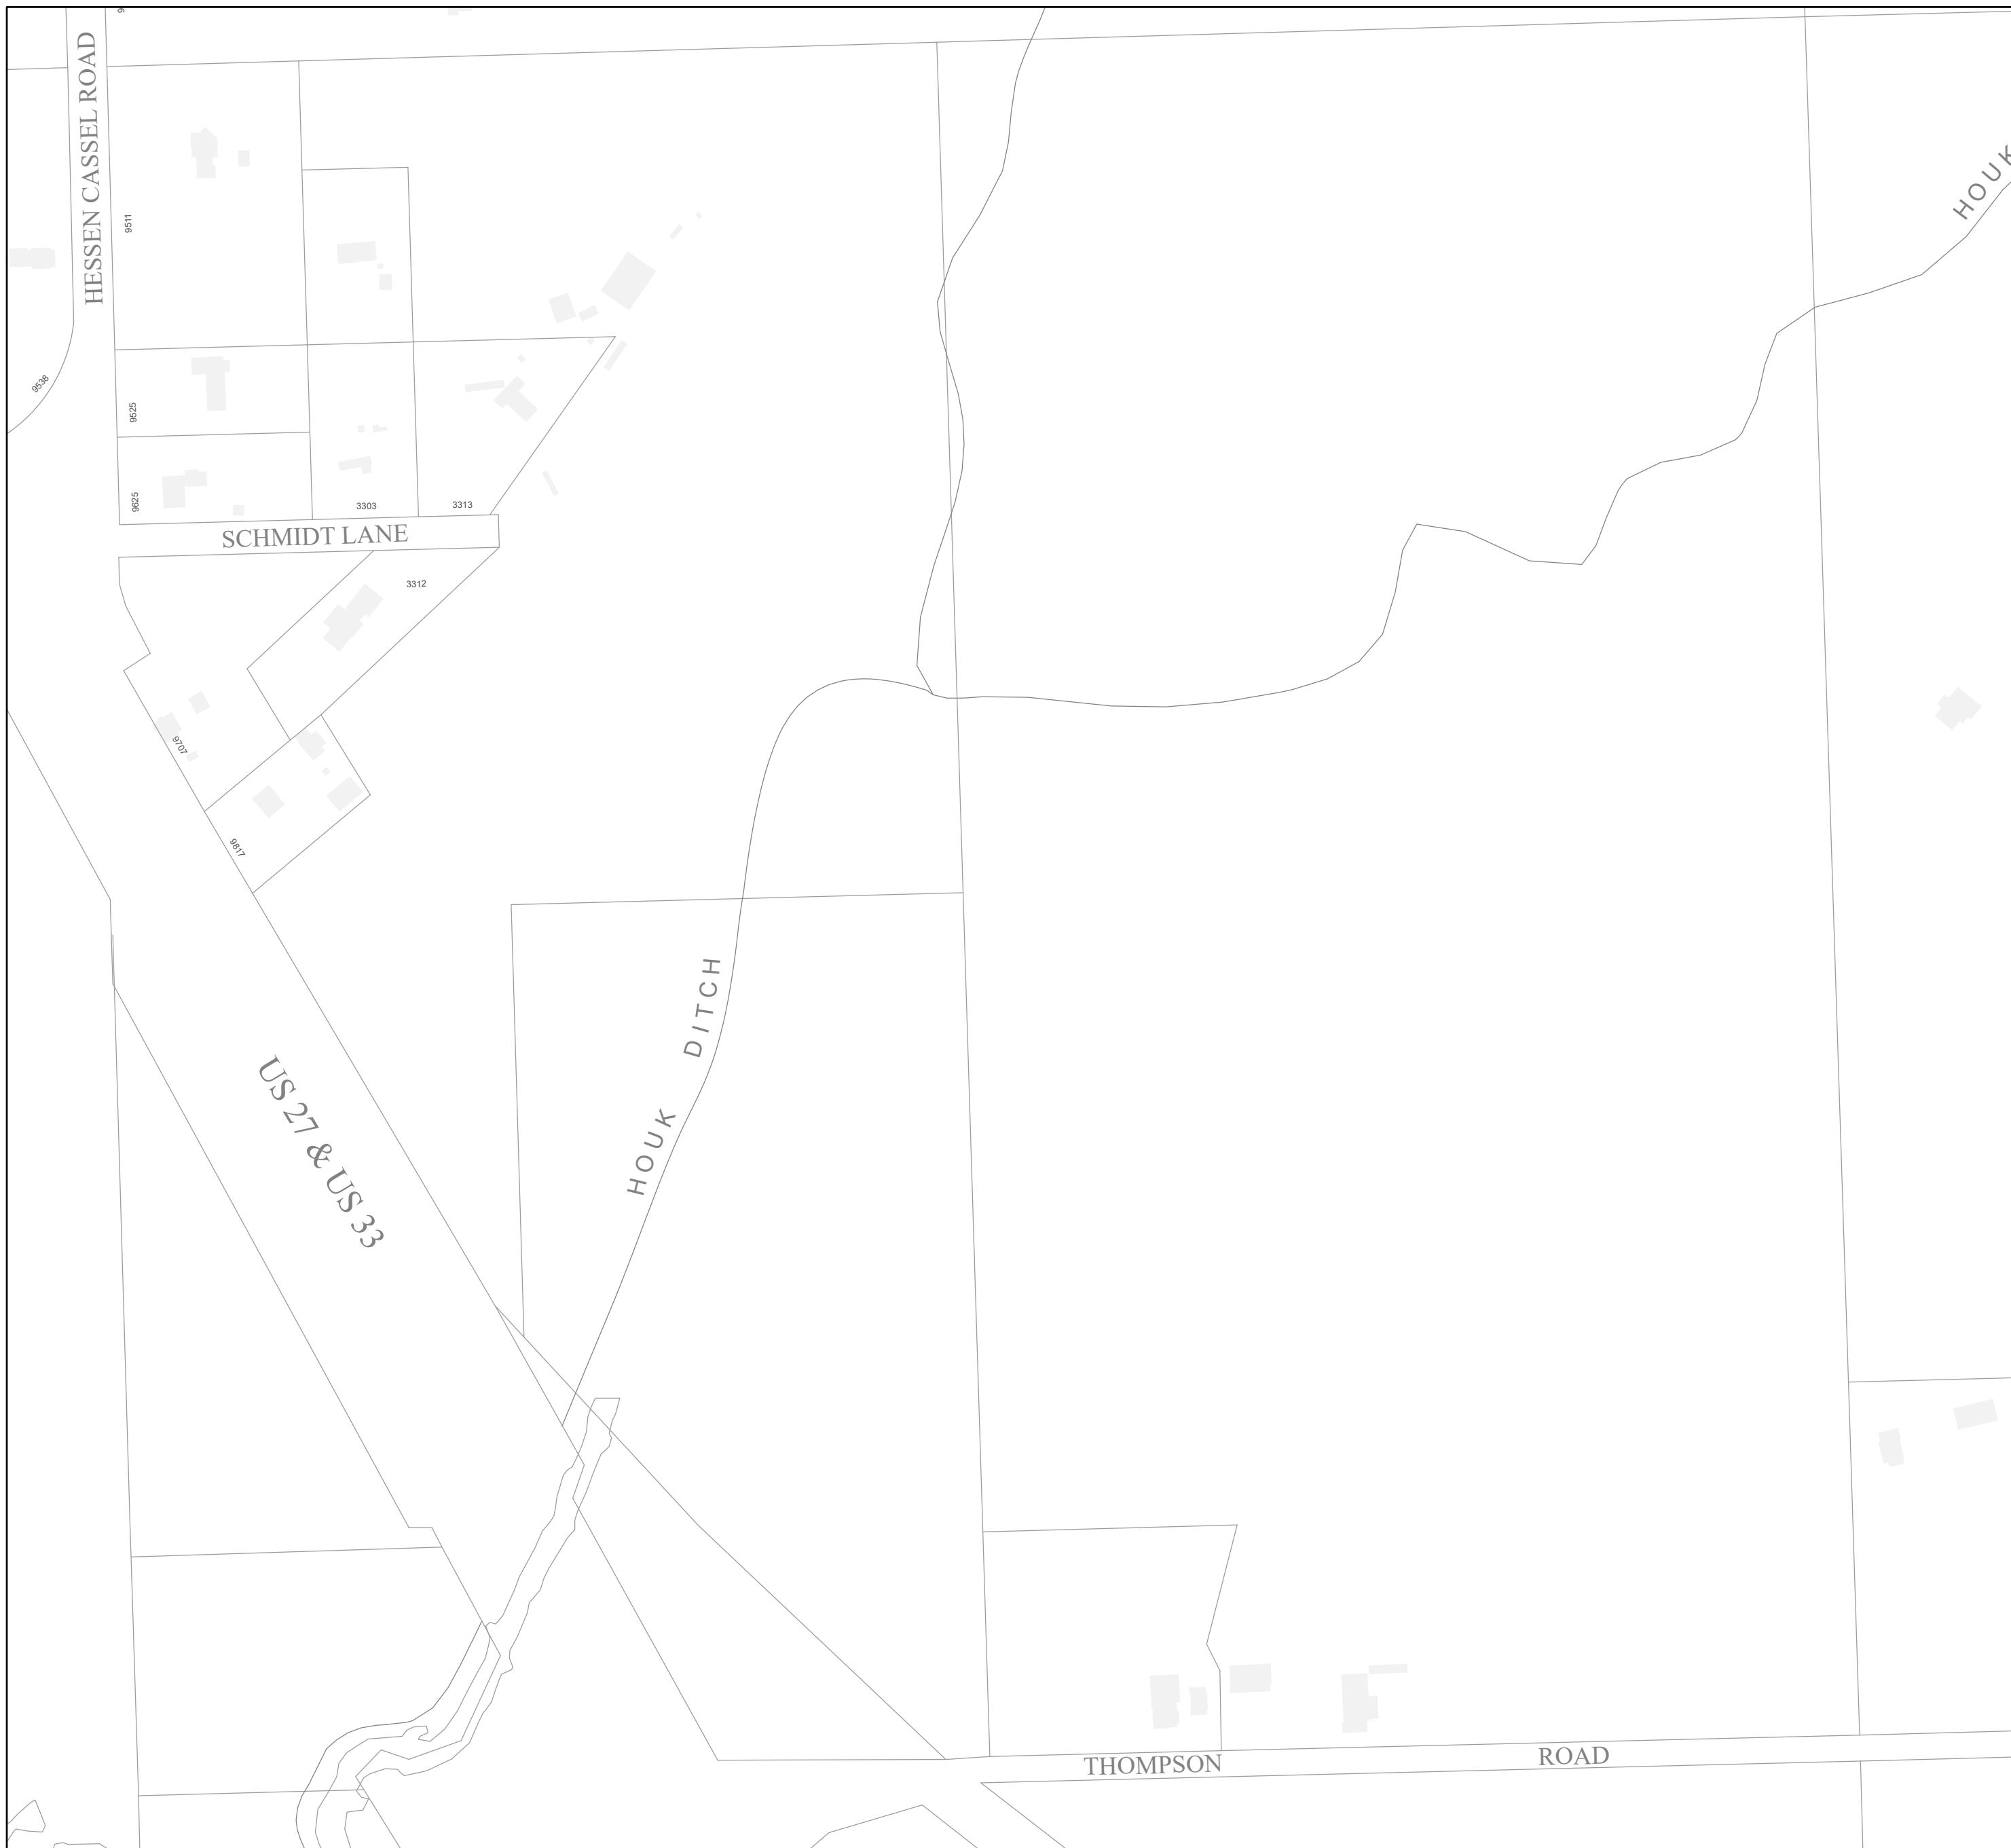 HESSEN CASSEL ROAD
HOUK
9511
9538
9525
9625
3303
3313
SCHMIDT LANE
3312
9707
9817
HOUK DITCH
US 27 & US 33
THOMPSON ROAD